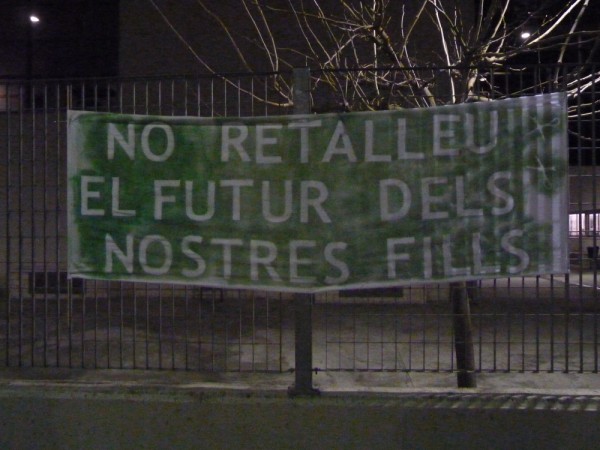 NO RETALLEU
EL FUTUR DELS
NOSTRES FILLS